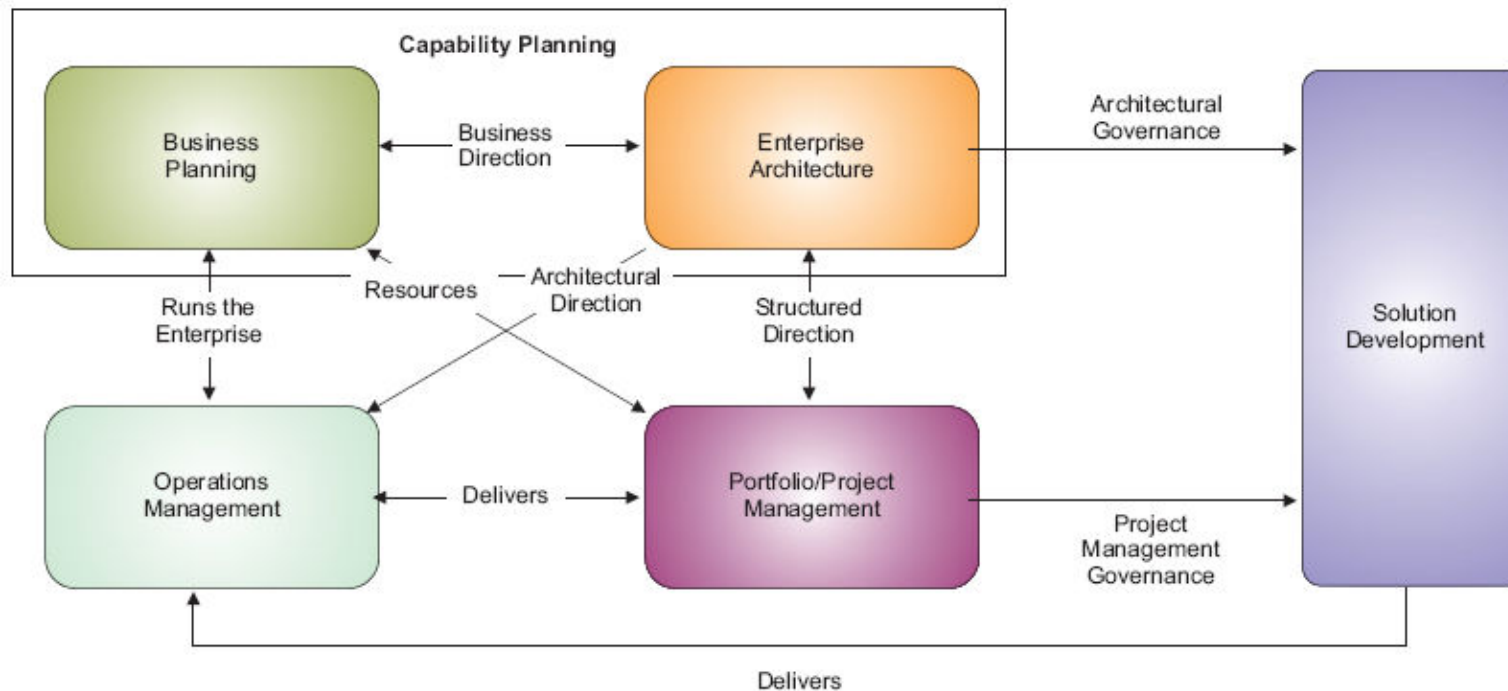 Capability Planning
Business
Planning
Business
Direction
Enterprise
Architecture
Architectural
Governance
Resources
Architectural
Direction
Runs the
Enterprise
Structured
Direction
Solution
Development
Operations
Management
Delivers
Portfolio/Project
Management
Project
Management
Governance
Delivers